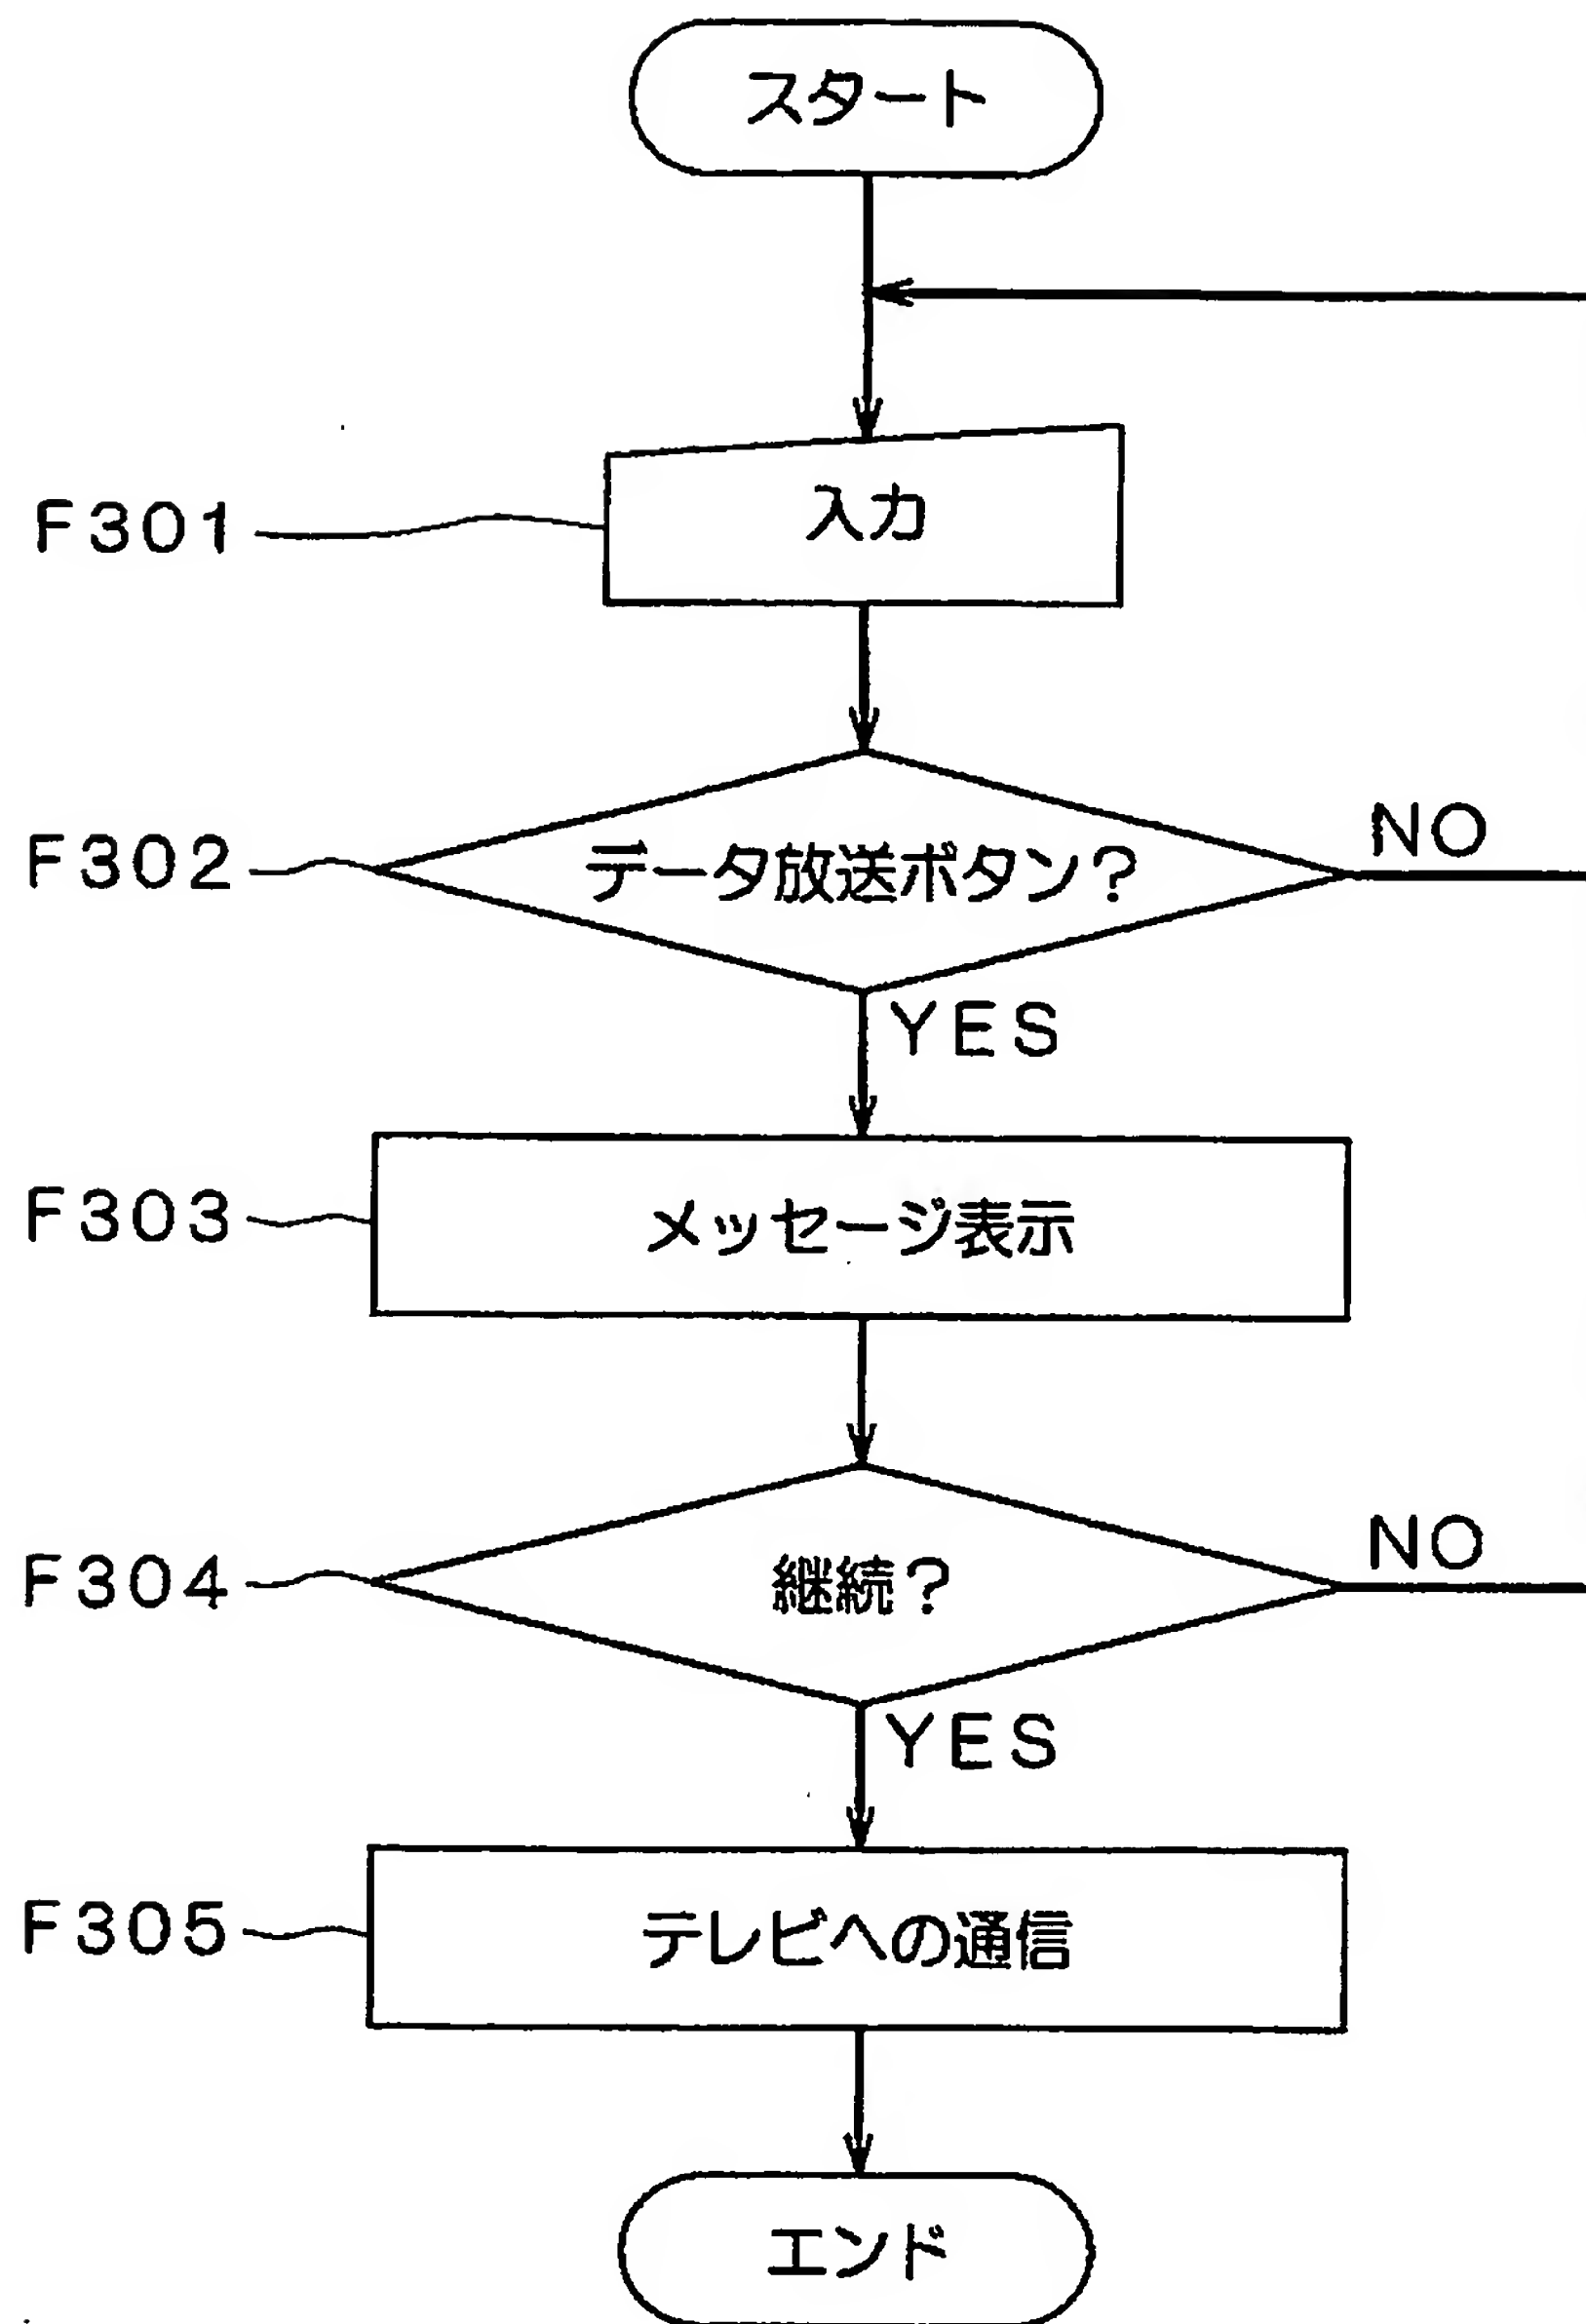 スタート
F301
入力
F302
データ放送ボタン?
NO
YES
F303
メッセージ表示
F304
継続?
NO
YES
F305
テレビへの通信
エンド